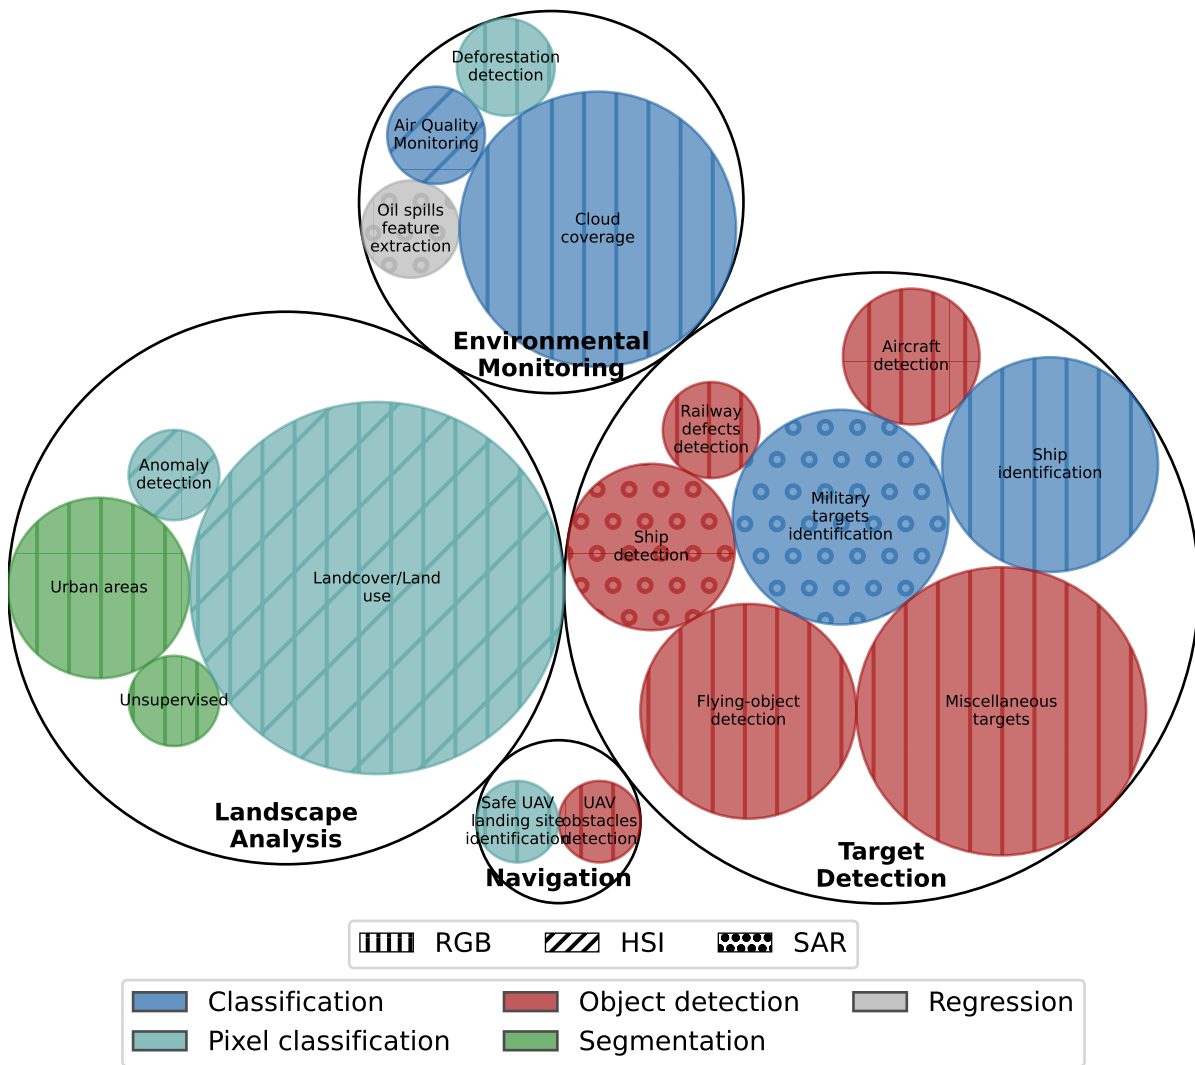 Deforestation
detection
Air Quality
Monitoring
Oil spills
feature
extraction
Cloud
coverage
Environmental
Monitoring
Anomaly
detection
Urban areas
Unsupervised
Landcover/Land
use
Landscape
Analysis
Aircraft
detection
Railway
defects
detection
Ship
identification
Military
targets
identification
Ship
detection
Flying-object
detection
Miscellaneous
targets
Target
Detection
Safe UAV
landing site
identification
UAV
obstacles
detection
Navigation
RGB
HSI
SAR
Classification
Object detection
Regression
Pixel classification
Segmentation